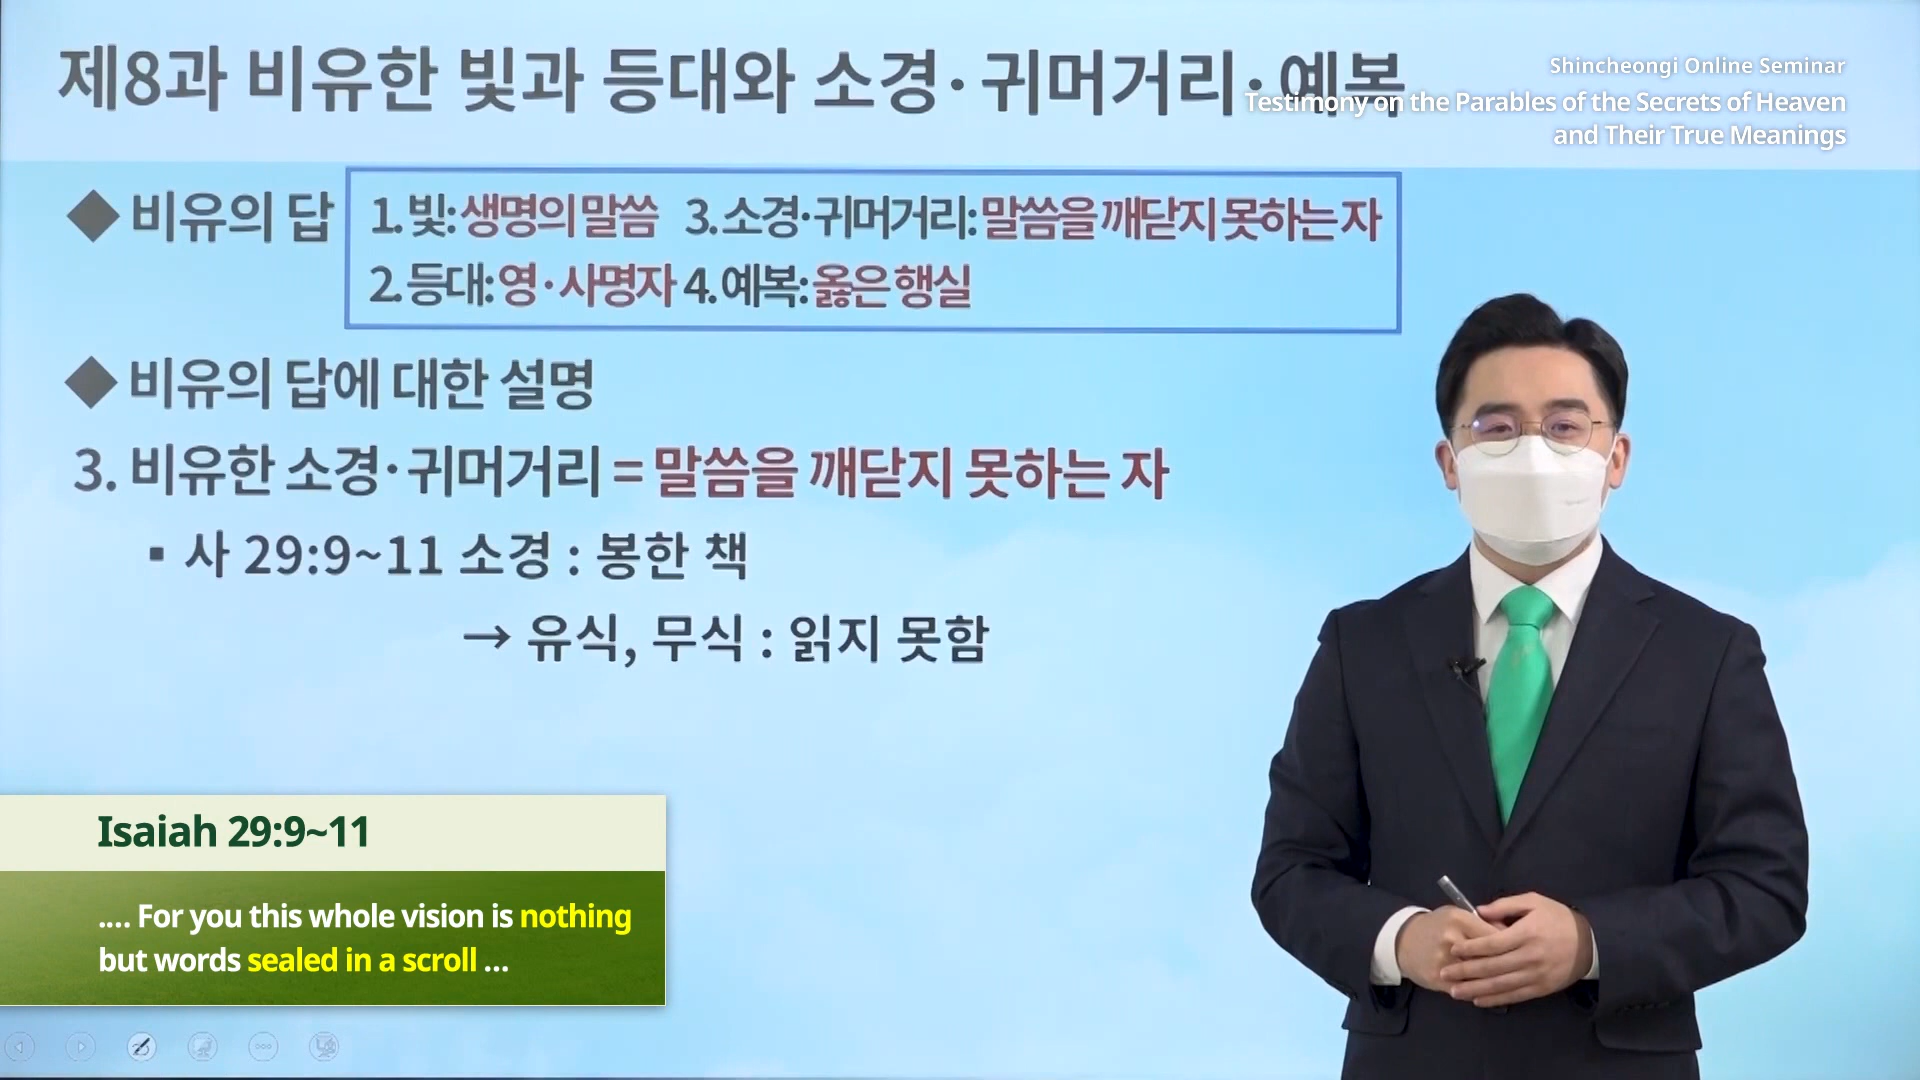 제8과 비유한 빛과 등대와 소경·귀머거리·예복
Shincheongi Online Seminar
Testimony on the Parables of the Secrets of Heaven
and Their True Meanings
◆ 비유의 답
1. 빛: 생명의 말씀 3. 소경·귀머거리: 말씀을 깨닫지 못하는 자
2. 등대: 영·사명자 4. 예복: 옳은 행실
◆ 비유의 답에 대한 설명
3. 비유한 소경·귀머거리 = 말씀을 깨닫지 못하는 자
▪ 사 29:9~11 소경 : 봉한 책
→ 유식, 무식 : 읽지 못함
Isaiah 29:9~11
.... For you this whole vision is nothing
but words sealed in a scroll ...